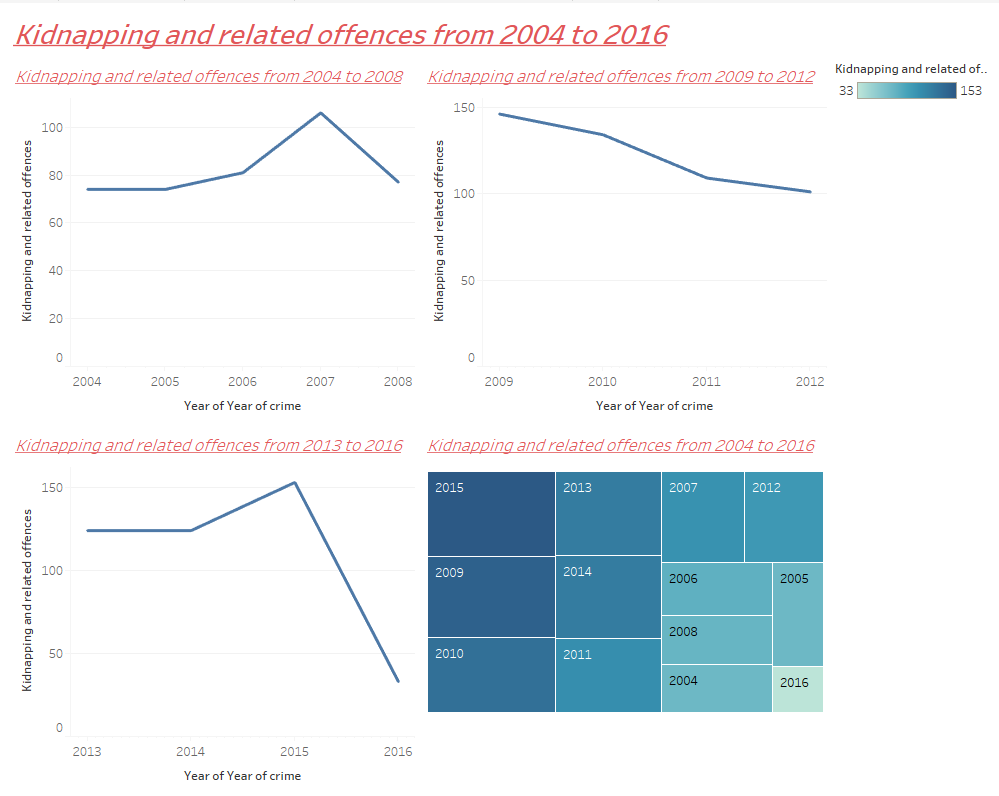 Kidnapping and related offences from 2004 to 2016
Kidnapping and related offences from 2004 to 2008
Kidnapping and related offences from 2009 to 2012
Kidnapping and related of..
33
153
Kidnapping and related offences
100
80
60
40
20
0
2004 2005 2006 2007 2008
Year of Year of crime
Kidnapping and related offences
150
100
50
0
2009 2010 2011 2012
Year of Year of crime
Kidnapping and related offences from 2013 to 2016
Kidnapping and related offences from 2004 to 2016
Kidnapping and related offences
150
100
50
0
2013 2014 2015 2016
Year of Year of crime
2015
2009
2010
2013
2014
2011
2007
2012
2006
2008
2004
2005
2016